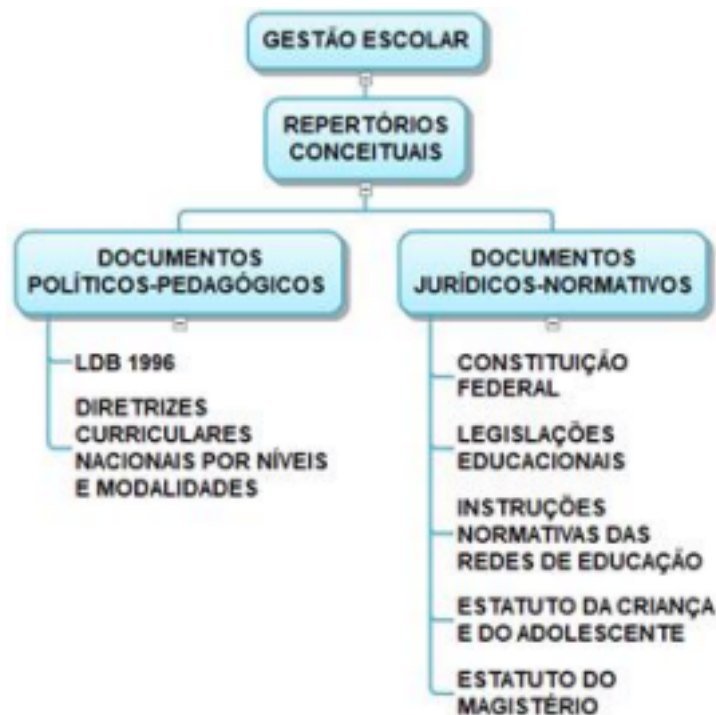 GESTÃO ESCOLAR
REPERTÓRIOS
CONCEITUAIS
DOCUMENTOS
POLÍTICOS-PEDAGÓGICOS
LDB 1996
DIRETRIZES
CURRICULARES
NACIONAIS POR NÍVEIS
E MODALIDADES
DOCUMENTOS
JURÍDICOS-NORMATIVOS
CONSTITUIÇÃO
FEDERAL
LEGISLAÇÕES
EDUCACIONAIS
INSTRUÇÕES
NORMATIVAS DAS
REDES DE EDUCAÇÃO
ESTATUTO DA CRIANÇA
E DO ADOLESCENTE
ESTATUTO DO
MAGISTÉRIO